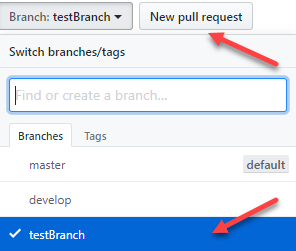 Branch: testBranch New pull request
Switch branches/tags
Find or create a branch...
Branches Tags
master default
develop
testBranch